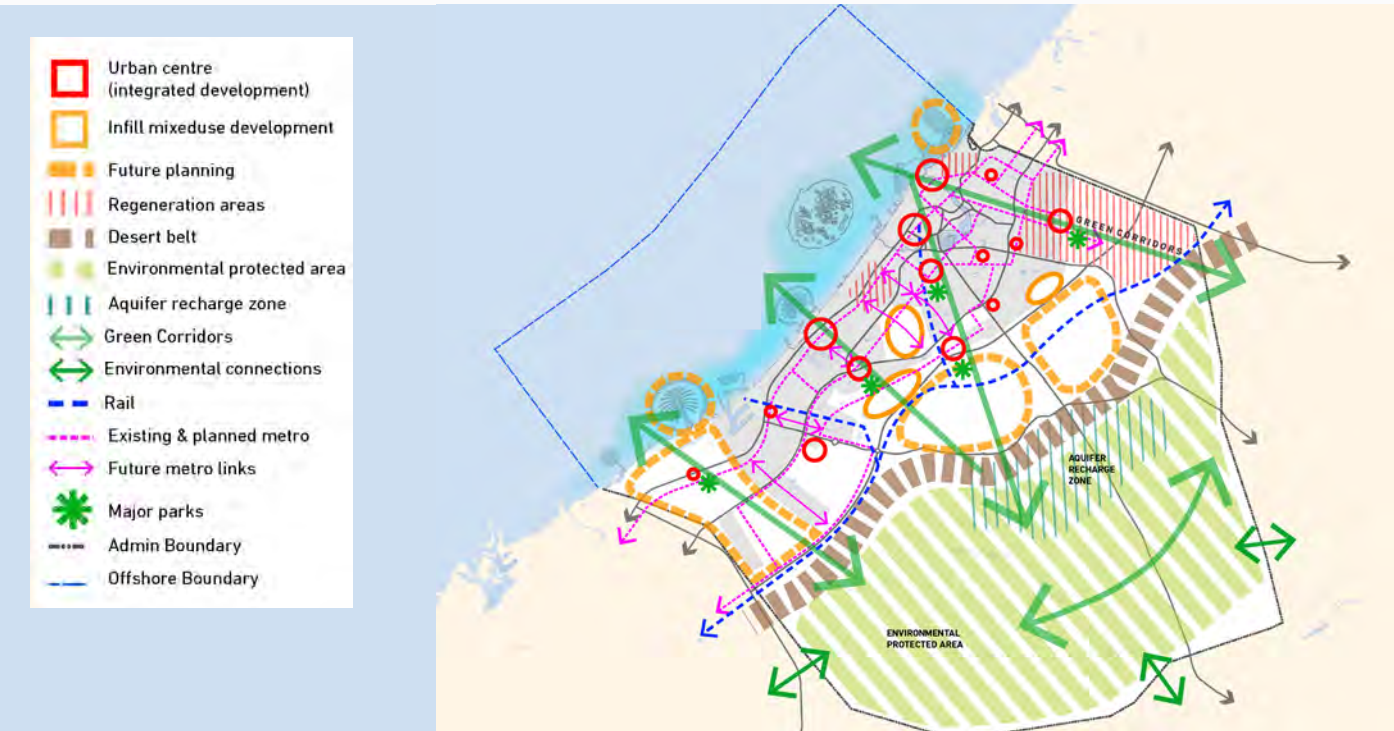 Urban centre
(integrated development)
Infill mixeduse development
Future planning
Regeneration areas
Desert belt
Environmental protected area
Aquifer recharge zone
Green Corridors
Environmental connections
Rail
Existing & planned metro
Future metro links
Major parks
Admin Boundary
Offshore Boundary
GREEN CORRIDORS
AQUIFER
RECHARGE
ZONE
ENVIRONMENTAL
PROTECTED AREA